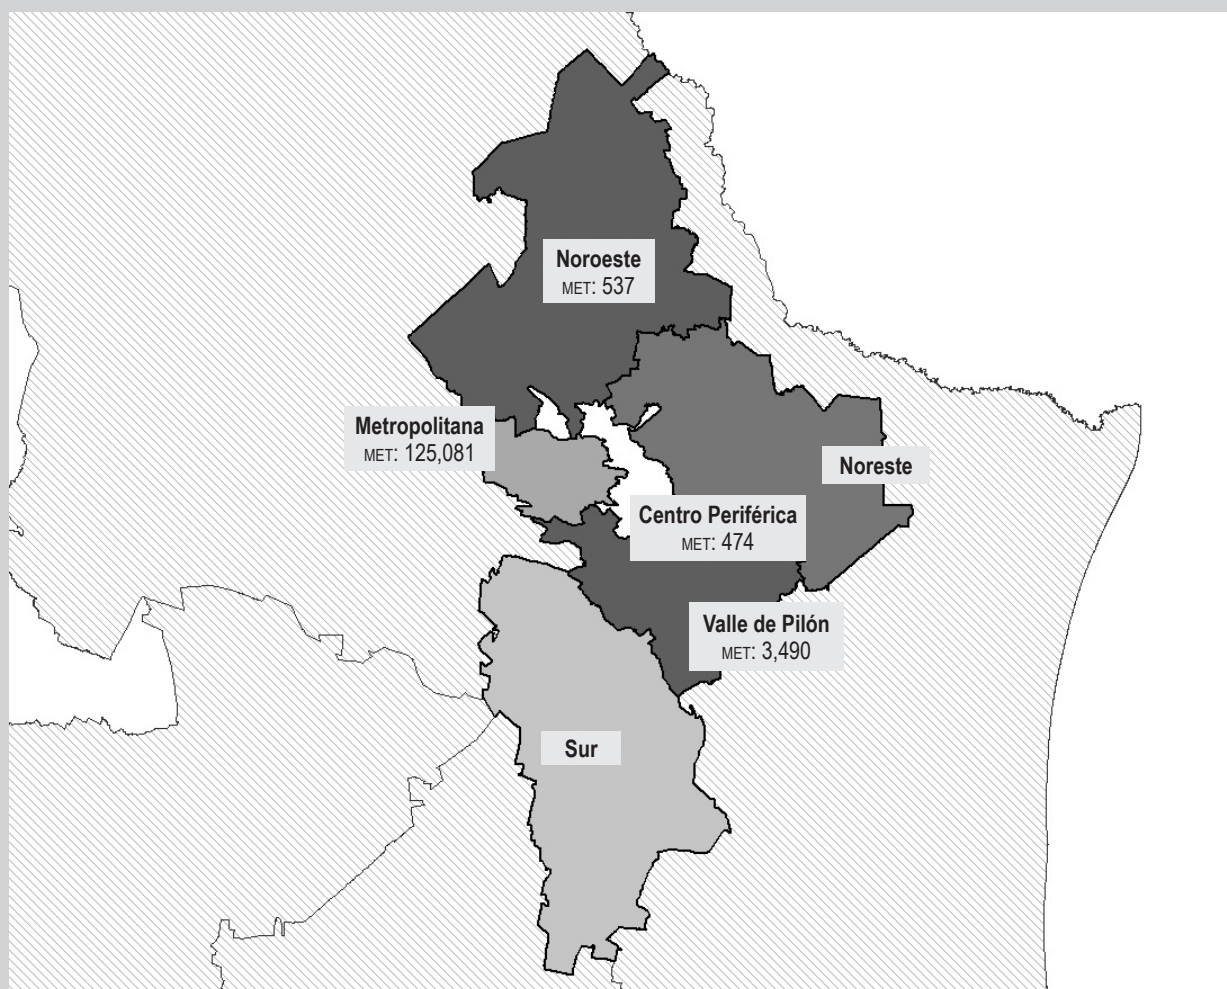 Noroeste
MET: 537
Metropolitana
MET: 125,081
Noreste
Centro Periférica
MET: 474
Valle de Pilón
MET: 3,490
Sur